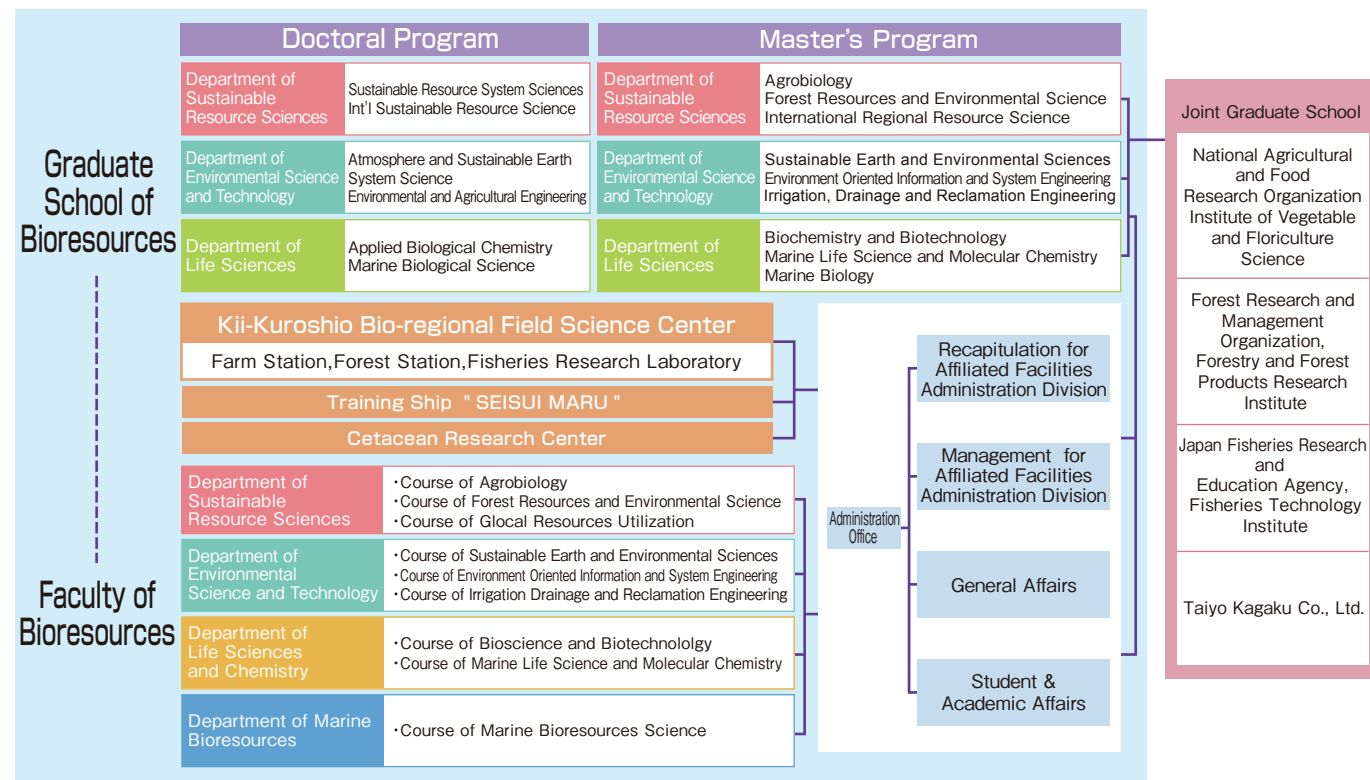 Graduate
School of
Bioresources
Faculty of
Bioresources
Doctoral Program
Department of
Sustainable
Resource Sciences
Sustainable Resource System Sciences
Int'l Sustainable Resource Science
Department of
Environmental Science
and Technology
Atmosphere and Sustainable Earth
System Science
Environmental and Agricultural Engineering
Department of
Life Sciences
Applied Biological Chemistry
Marine Biological Science
Master's Program
Department of
Sustainable
Resource Sciences
Agrobiology
Forest Resources and Environmental Science
International Regional Resource Science
Department of
Environmental Science
and Technology
Sustainable Earth and Environmental Sciences
Environment Oriented Information and System Engineering
Irrigation, Drainage and Reclamation Engineering
Department of
Life Sciences
Biochemistry and Biotechnology
Marine Life Science and Molecular Chemistry
Marine Biology
Kii-Kuroshio Bio-regional Field Science Center
Farm Station,Forest Station,Fisheries Research Laboratory
Training Ship " SEISUI MARU "
Cetacean Research Center
Department of
Sustainable
Resource Sciences
・Course of Agrobiology
・Course of Forest Resources and Environmental Science
・Course of Glocal Resources Utilization
Department of
Environmental
Science and Technology
・Course of Sustainable Earth and Environmental Sciences
・Course of Environment Oriented Information and System Engineering
・Course of Irrigation Drainage and Reclamation Engineering
Department of
Life Sciences
and Chemistry
・Course of Bioscience and Biotechnololgy
・Course of Marine Life Science and Molecular Chemistry
Department of Marine
Bioresources
・Course of Marine Bioresources Science
Administration
Office
Recapitulation for
Affiliated Facilities
Administration Division
Management for
Affiliated Facilities
Administration Division
General Affairs
Student &
Academic Affairs
Joint Graduate School
National Agricultural
and Food
Research Organization
Institute of Vegetable
and Floriculture
Science
Forest Research and
Management
Organization,
Forestry and Forest
Products Research
Institute
Japan Fisheries Research
and
Education Agency,
Fisheries Technology
Institute
Taiyo Kagaku Co., Ltd.